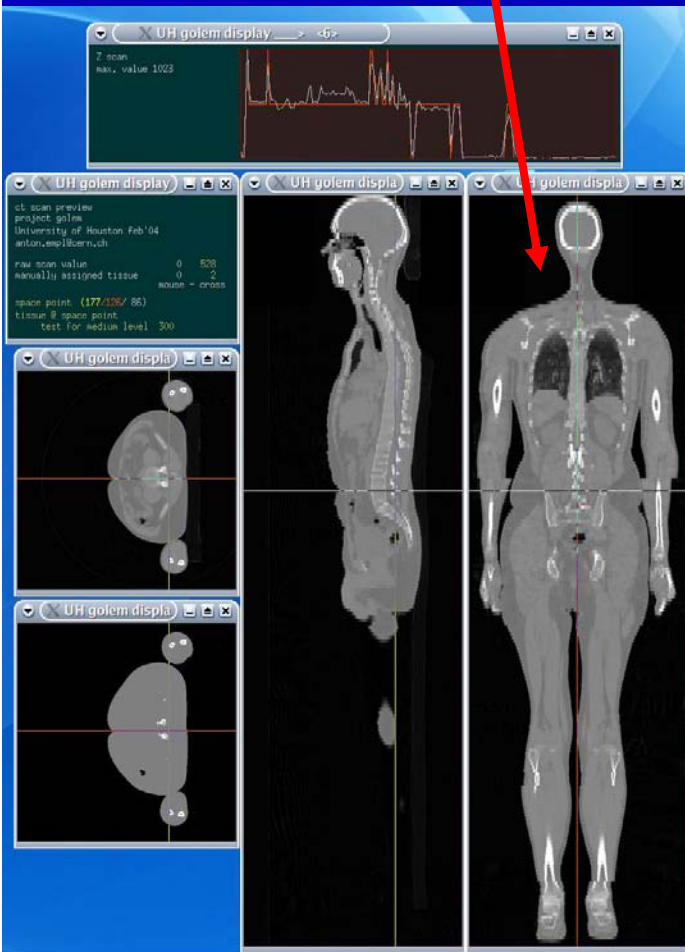 UH golem display ___> <6>
Z scan
max. value 1023
UH golem display
ct scan preview
project golem
University of Houston Feb'04
anton.empl@cern.ch
raw scan value 0 528
manually assigned tissue 0 2
mouse - cross
space point (177/126/ 86)
tissue @ space point
test for medium level 300
UH golem displa
UH golem displa
UH golem displa
UH golem displa